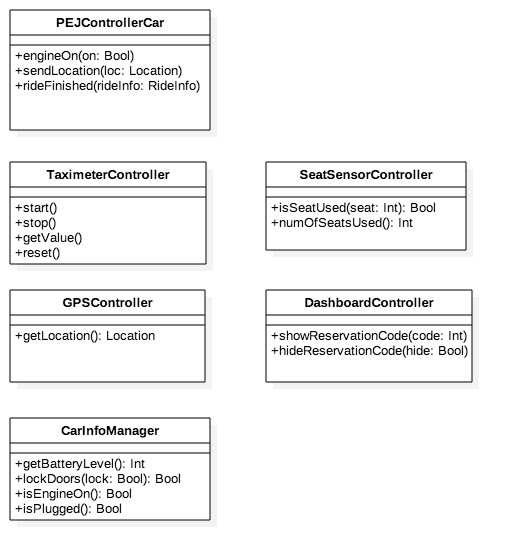 PEJControllerCar
+engineOn(on: Bool)
+sendLocation(loc: Location)
+rideFinished(rideInfo: RideInfo)
TaximeterController
+start()
+stop()
+getValue()
+reset()
SeatSensorController
+isSeatUsed(seat: Int): Bool
+numOfSeatsUsed(): Int
GPSController
+getLocation(): Location
DashboardController
+showReservationCode(code: Int)
+hideReservationCode(hide: Bool)
CarInfoManager
+getBatteryLevel(): Int
+lockDoors(lock: Bool): Bool
+isEngineOn(): Bool
+isPlugged(): Bool